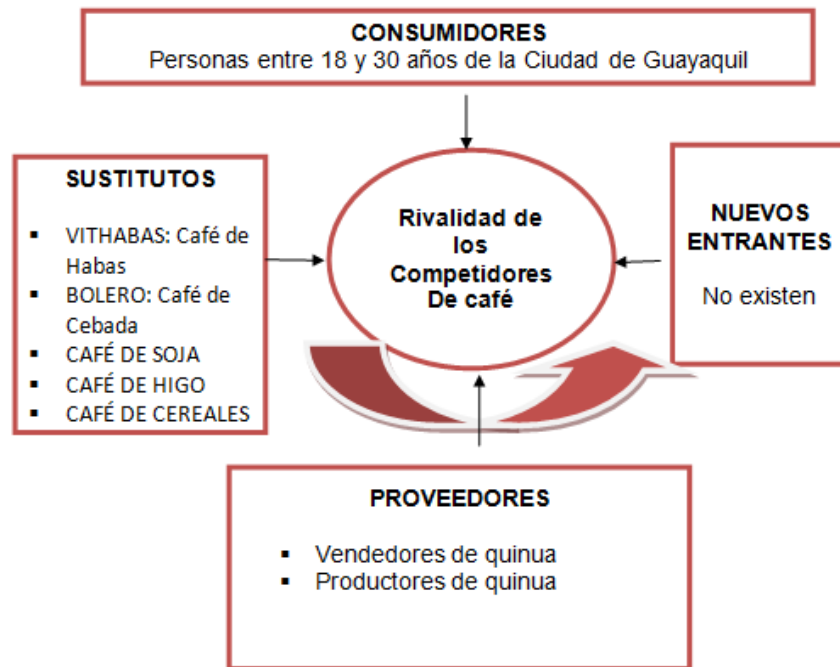 CONSUMIDORES
Personas entre 18 y 30 años de la Ciudad de Guayaquil
SUSTITUTOS
▪ VITHABAS: Café de
Habas
▪ BOLERO: Café de
Cebada
▪ CAFÉ DE SOJA
▪ CAFÉ DE HIGO
▪ CAFÉ DE CEREALES
Rivalidad de
los
Competidores
De café
NUEVOS
ENTRANTES
No existen
PROVEEDORES
▪ Vendedores de quinua
▪ Productores de quinua